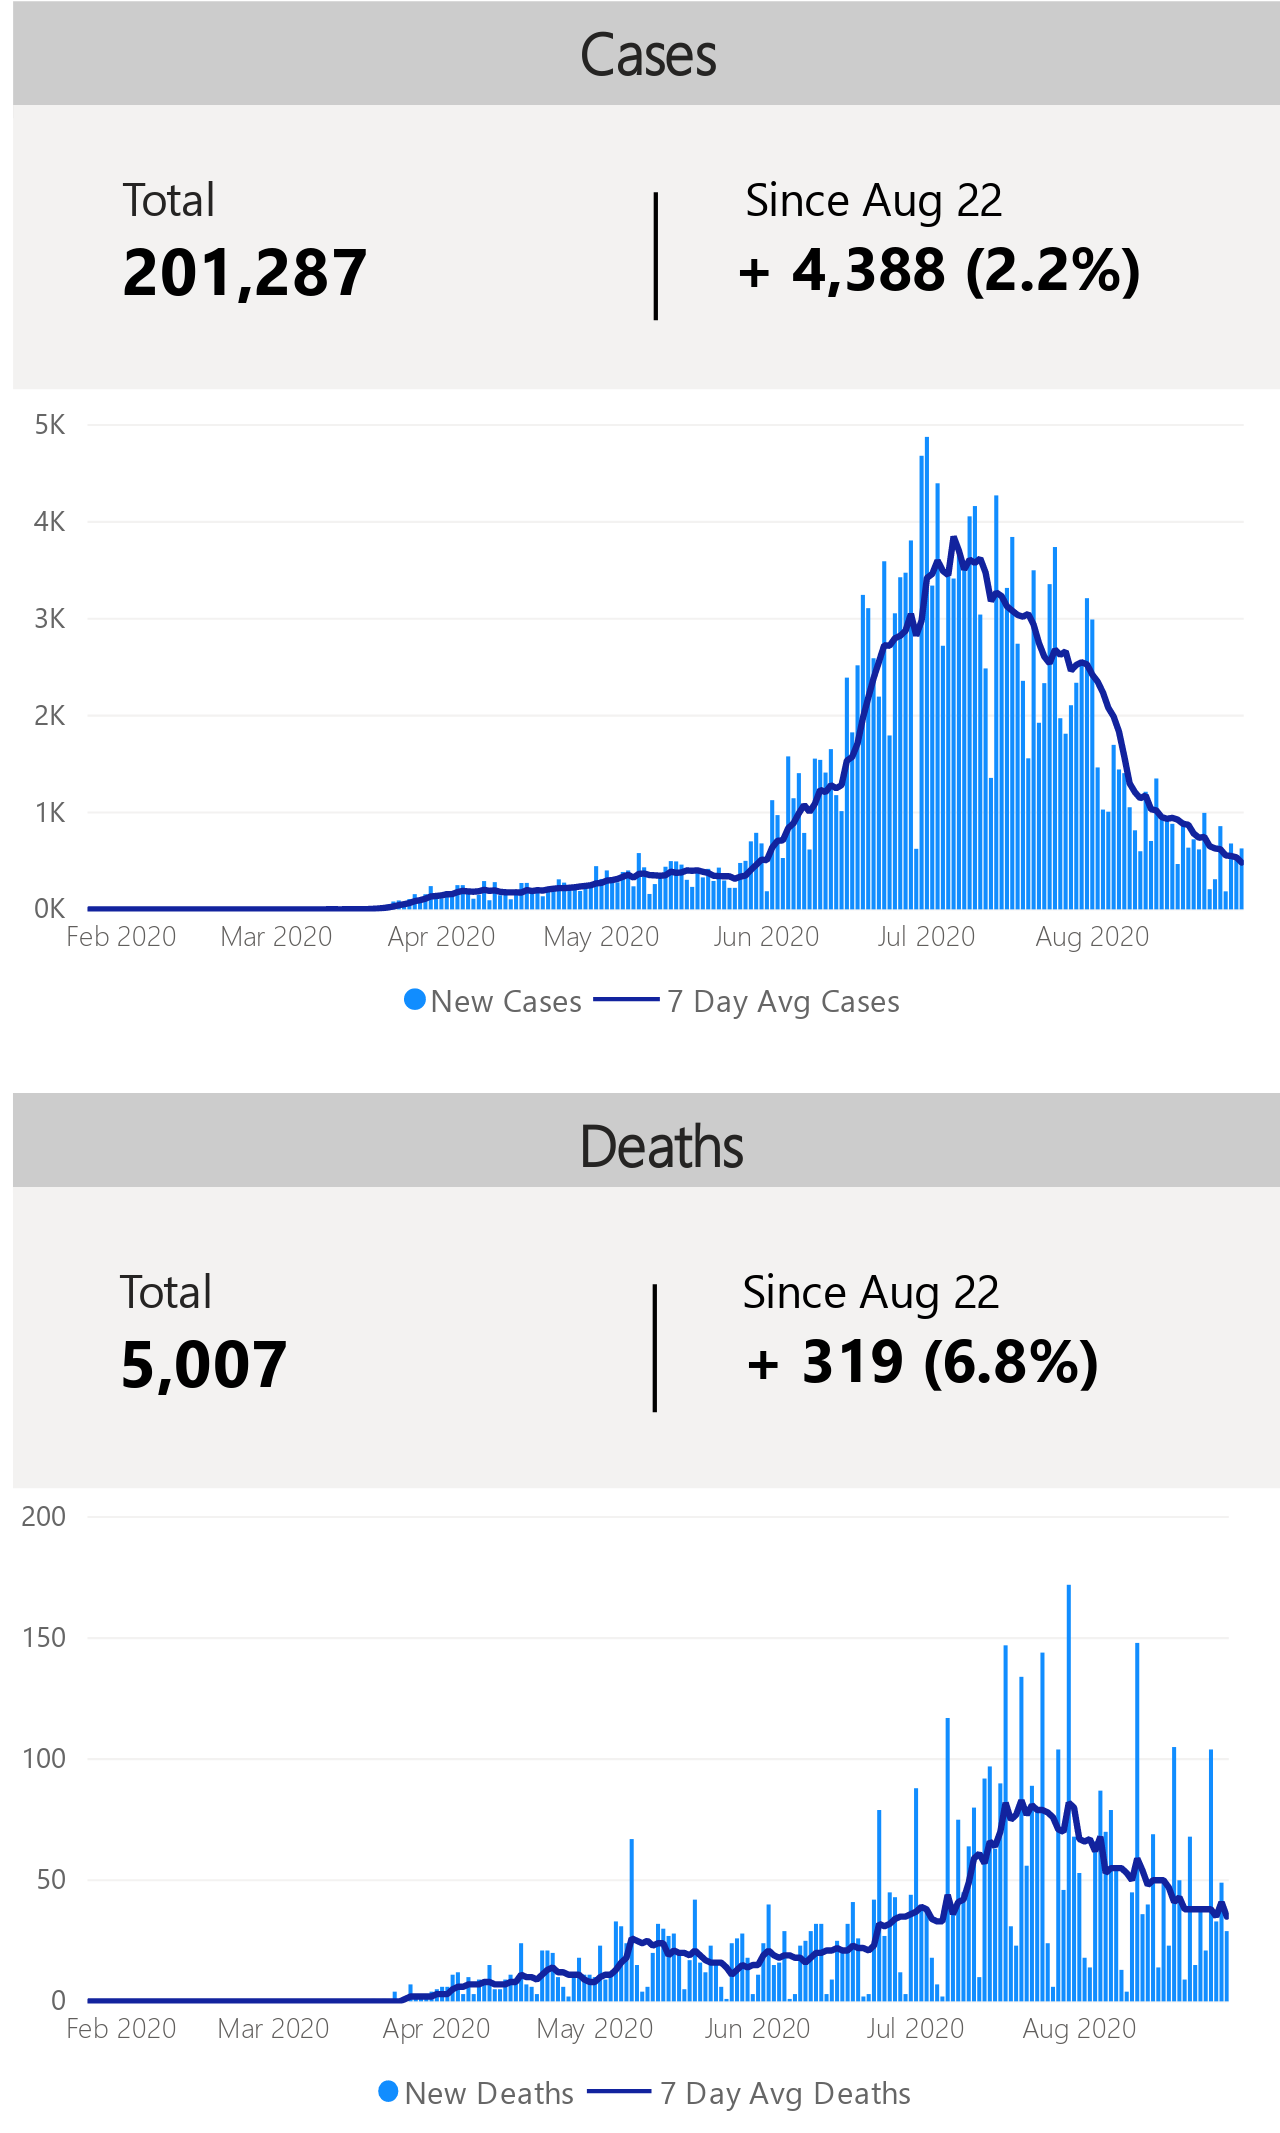 Cases
Total
Since Aug 22
201,287
+ 4,388 (2.2%)
5K
4K
3K
2K
1K
0K
Feb 2020 Mar 2020 Apr 2020 May 2020 Jun 2020 Jul 2020 Aug 2020
New Cases 7 Day Avg Cases
Deaths
Total
Since Aug 22
5,007
+ 319 (6.8%)
200
150
100
50
0
Feb 2020 Mar 2020 Apr 2020 May 2020 Jun 2020 Jul 2020 Aug 2020
New Deaths 7 Day Avg Deaths